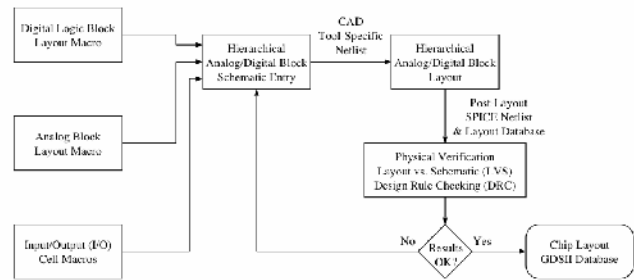 Digital Logic Block
Layout Macro
Hierarchical
Analog/Digital Block
Schematic Entry
CAD
Tool Specific
Netlist
Hierarchical
Analog/Digital Block
Layout
Analog Block
Layout Macro
Post Layout
SPICE Netlist
& Layout Database
Physical Verification
Layout vs. Schematic (LVS)
Design Rule Checking (DRC)
Input/Output (I/O)
Cell Macros
No
Results
OK?
Yes
Chip Layout
GDSII Database